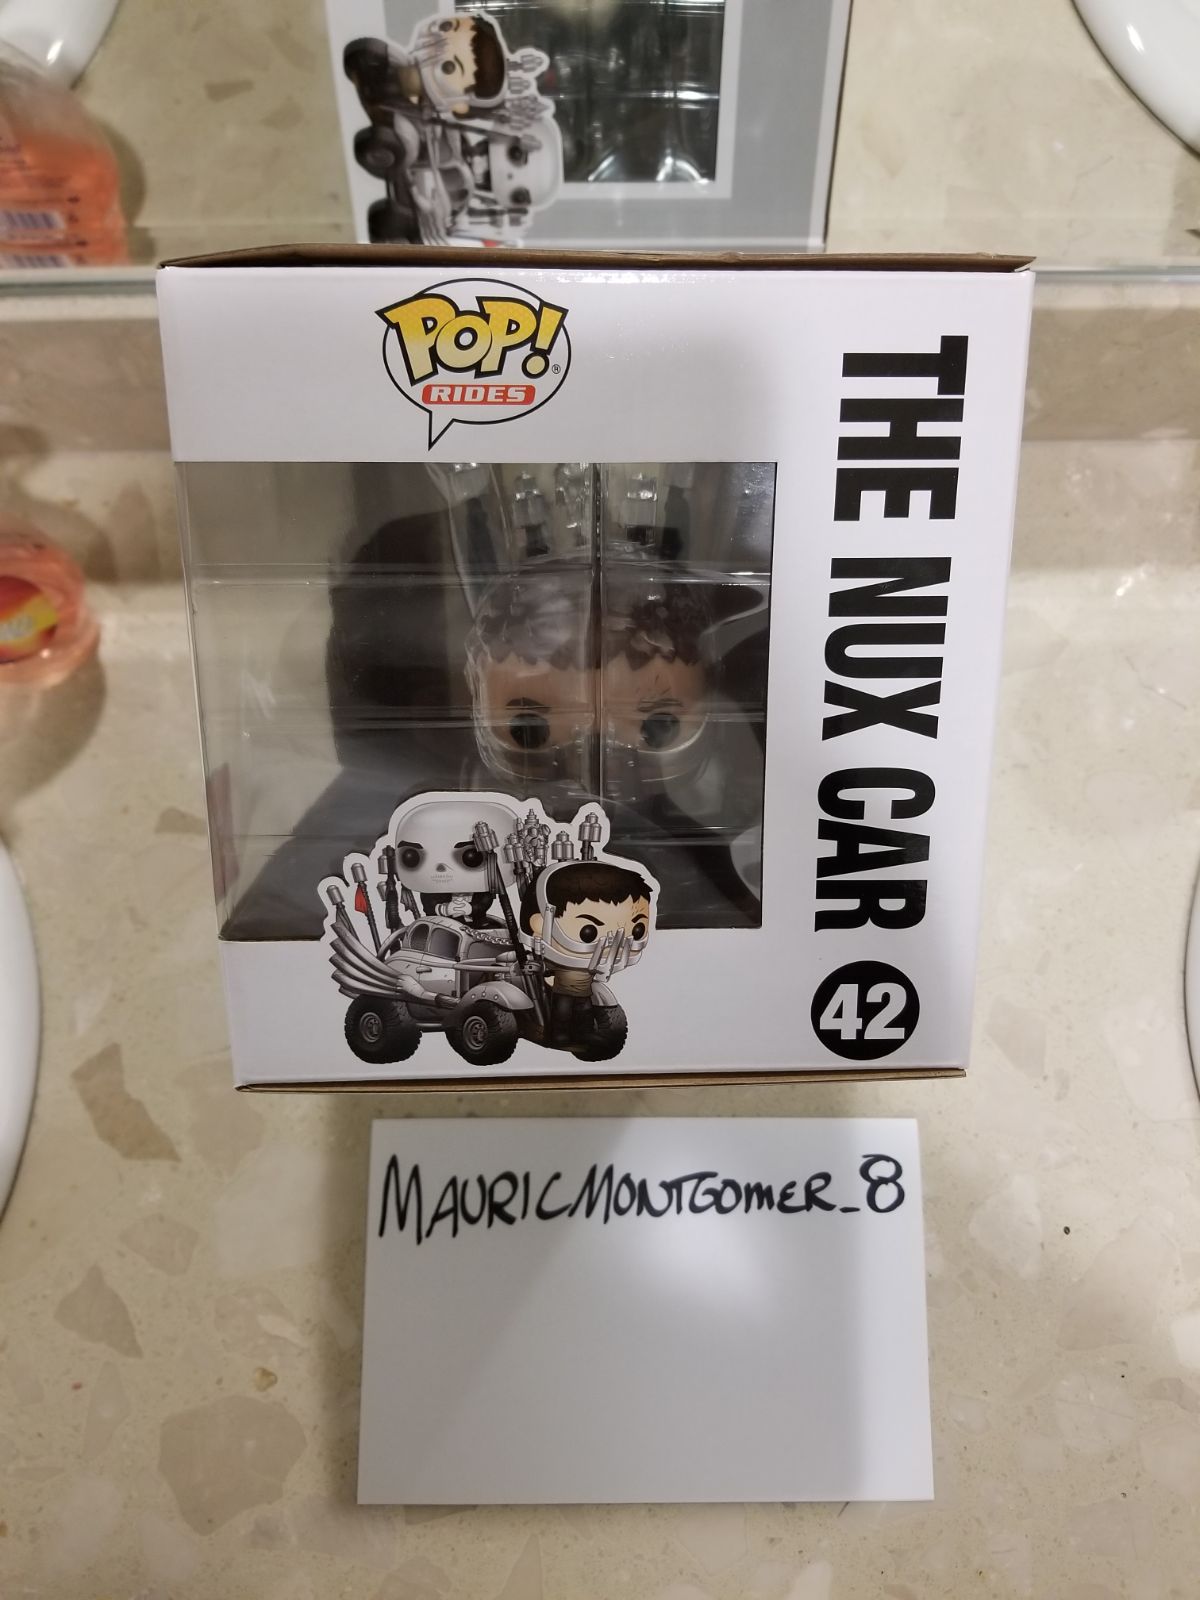 POP!
RIDES
THE NUX CAR
42
MAURICMONTGOMER_8